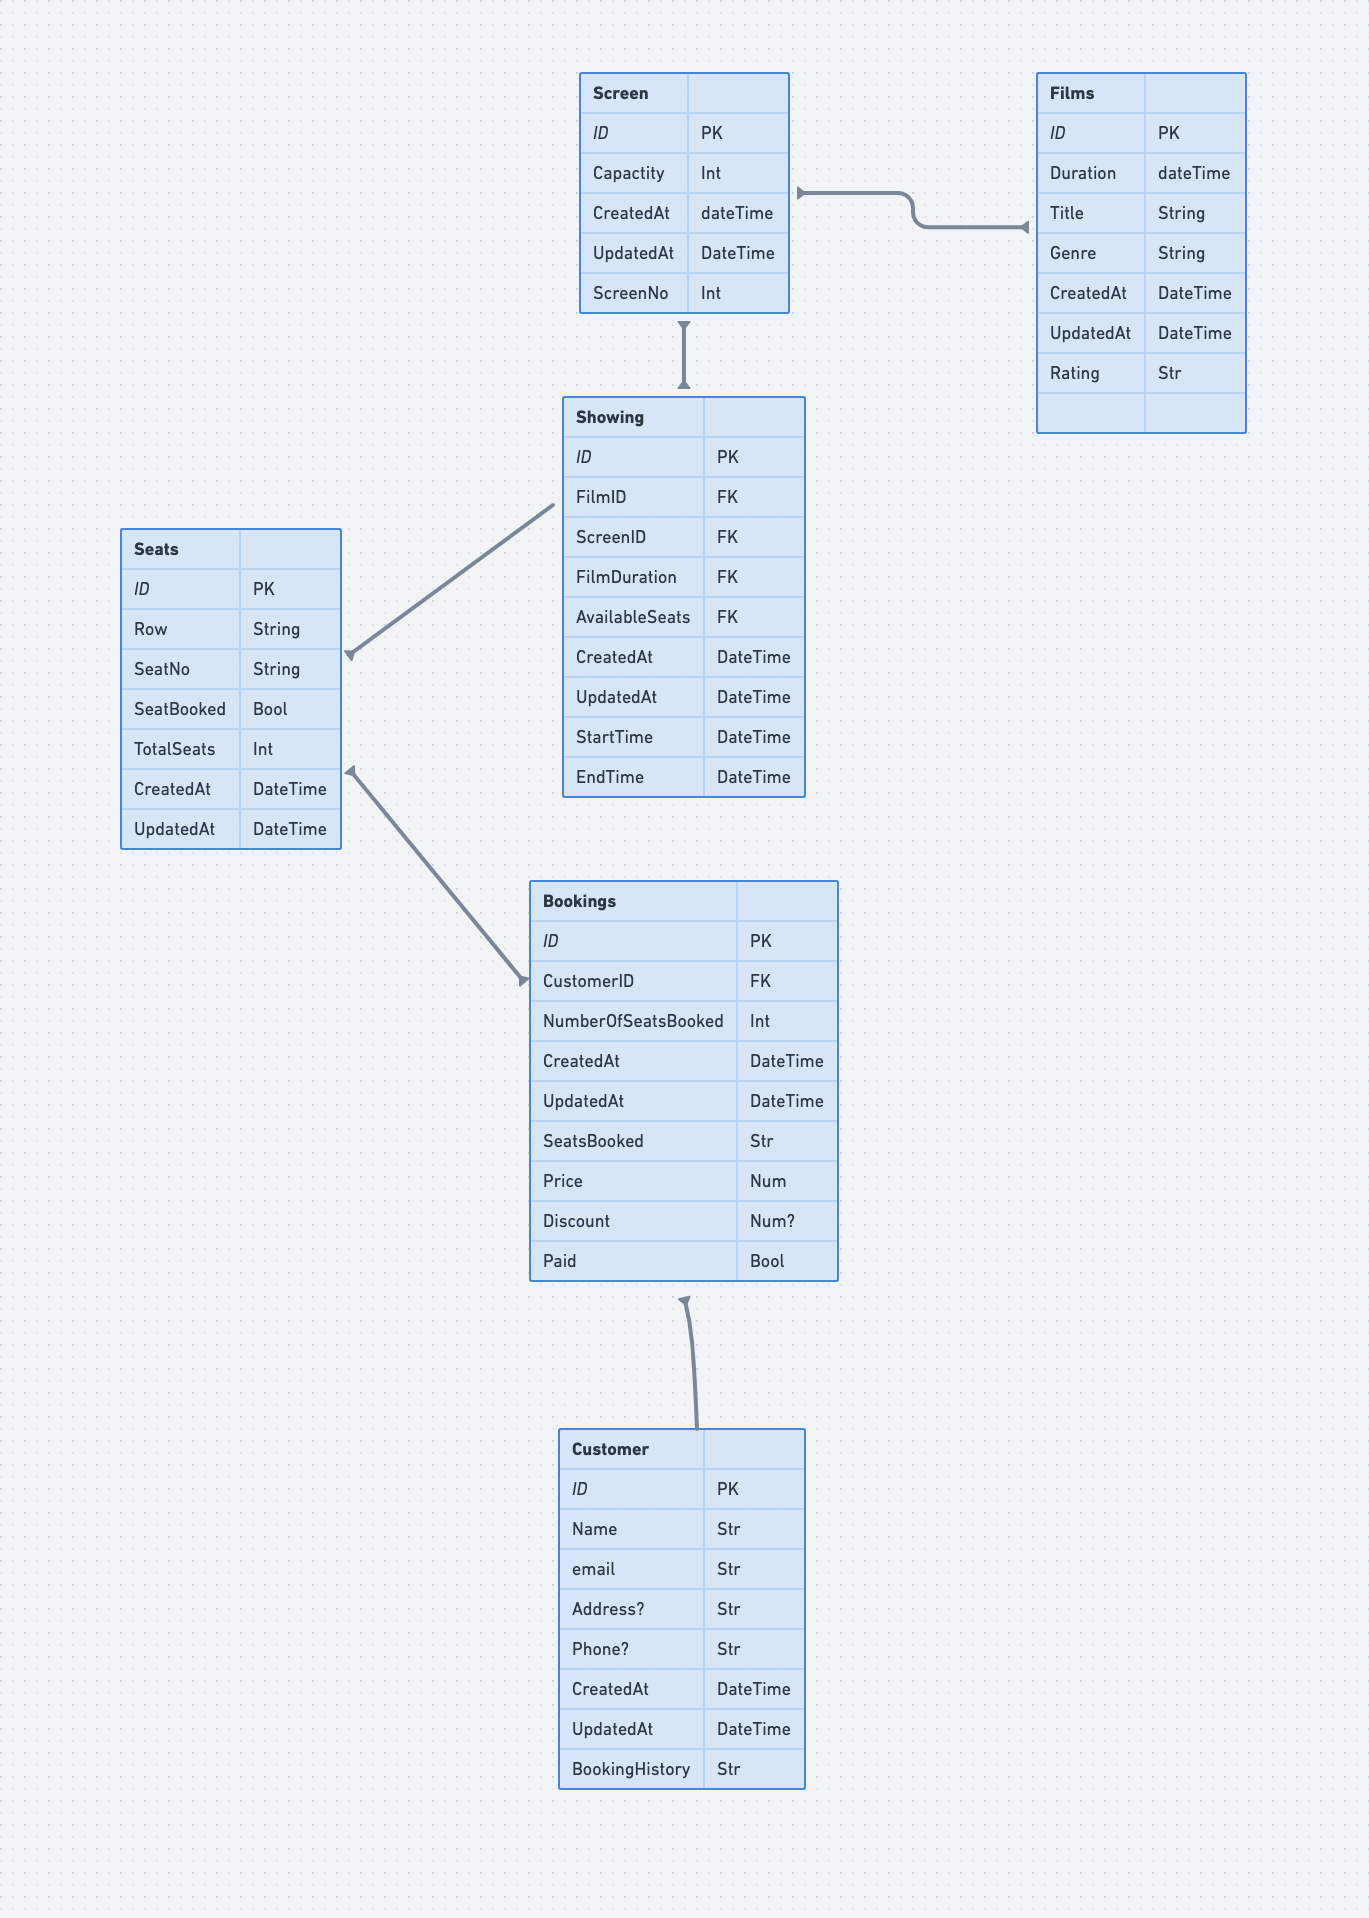 Screen
ID PK
Capactity Int
CreatedAt dateTime
UpdatedAt DateTime
ScreenNo Int
Films
ID PK
Duration dateTime
Title String
Genre String
CreatedAt DateTime
UpdatedAt DateTime
Rating Str
Showing
ID PK
FilmID FK
ScreenID FK
FilmDuration FK
AvailableSeats FK
CreatedAt DateTime
UpdatedAt DateTime
StartTime DateTime
EndTime DateTime
Seats
ID PK
Row String
SeatNo String
SeatBooked Bool
TotalSeats Int
CreatedAt DateTime
UpdatedAt DateTime
Bookings
ID PK
CustomerID FK
NumberOfSeatsBooked Int
CreatedAt DateTime
UpdatedAt DateTime
SeatsBooked Str
Price Num
Discount Num?
Paid Bool
Customer
ID PK
Name Str
email Str
Address? Str
Phone? Str
CreatedAt DateTime
UpdatedAt DateTime
BookingHistory Str